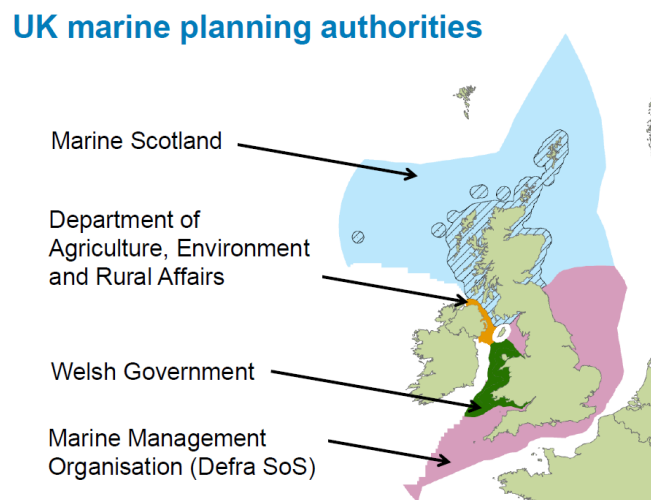 UK marine planning authorities
Marine Scotland
Department of
Agriculture, Environment
and Rural Affairs
Welsh Government
Marine Management
Organisation (Defra SoS)